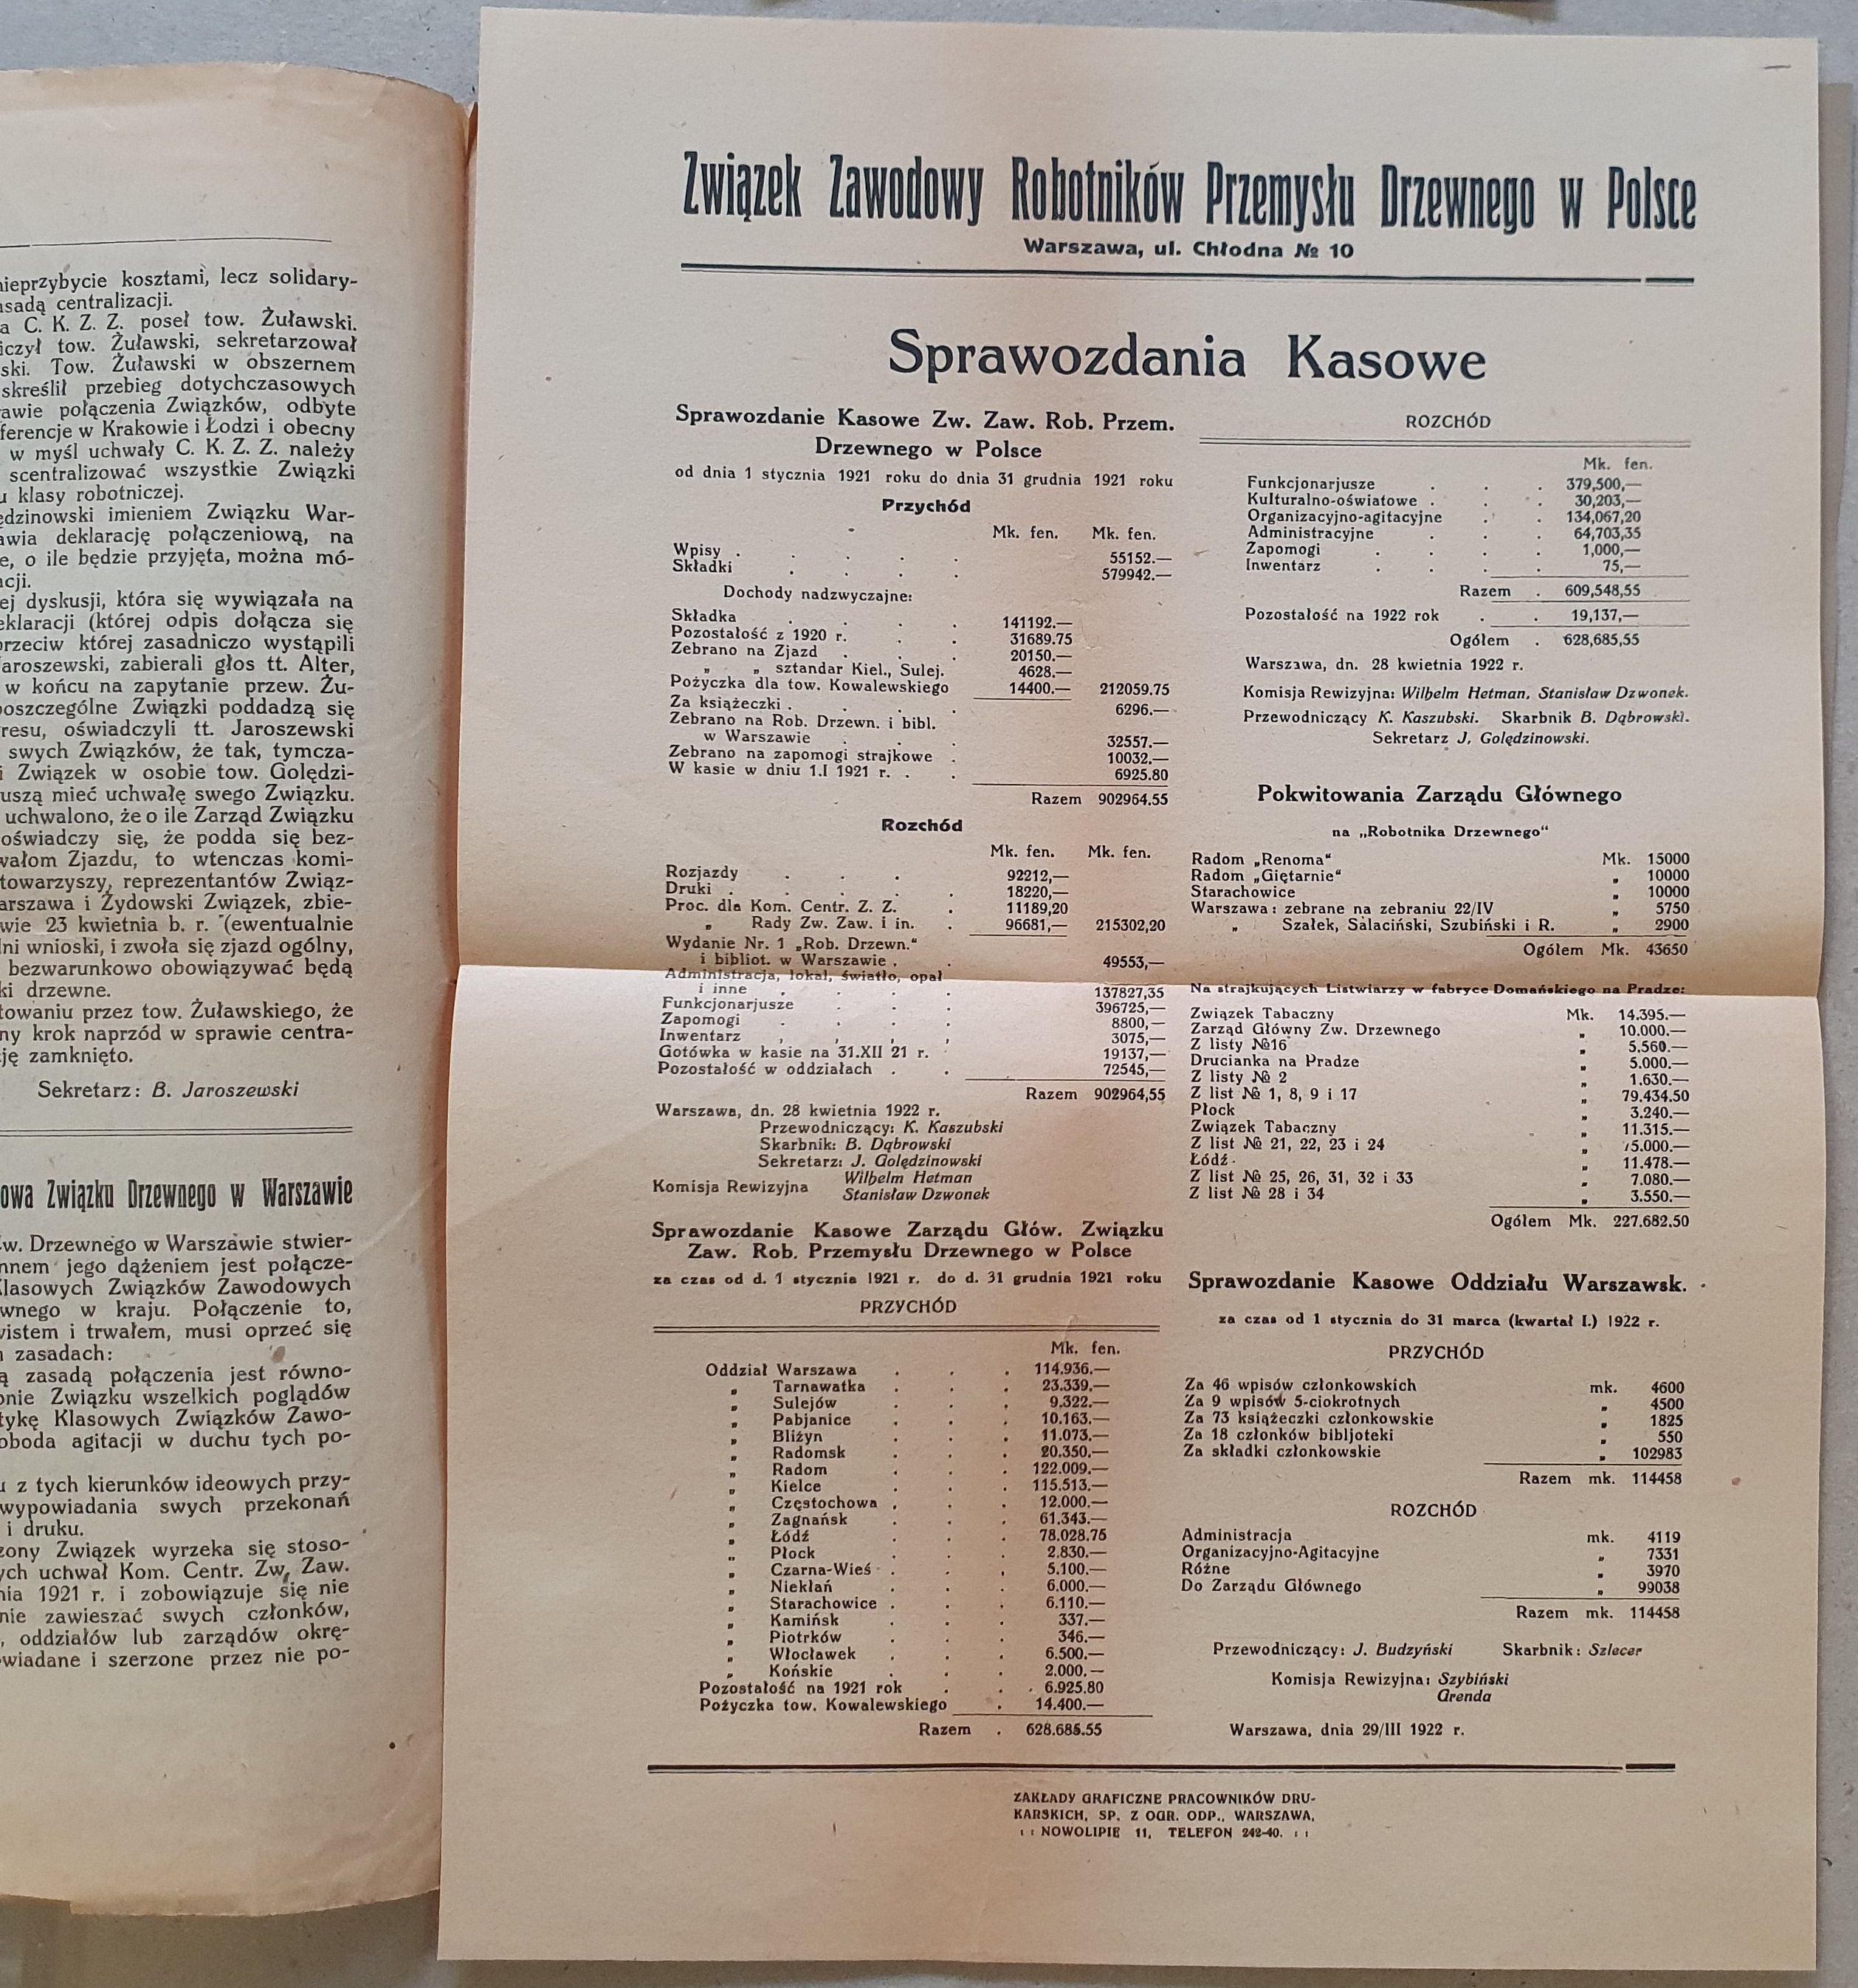 nieprzybycie kosztami, lecz solidary-
asadą centralizacji.
a C. K. Z. Z. poseł tow. Żuławski.
iczył tow. Żuławski, sekretarzował
ski. Tow. Żuławski w obszernem
skreślił przebieg dotychczasowych
awie połączenia Związków, odbyte
ferencje w Krakowie i Łodzi i obecny
w myśl uchwały C. K. Z. Z. należy
scentralizować wszystkie Związki
u klasy robotniczej.
ędzinowski imieniem Związku War-
awia deklarację połączeniową, na
e, o ile będzie przyjęta, można mó-
acji.
ej dyskusji, która się wywiązała na
eklaracji (której odpis dołącza się
przeciw której zasadniczo wystąpili
aroszewski, zabierali głos tt. Alter,
w końcu na zapytanie przew. Żu-
poszczególne Związki poddadzą się
resu, oświadczyli tt. Jaroszewski
swych Związków, że tak, tymcza-
i Związek w osobie tow. Golędzi-
uszą mieć uchwałę swego Związku.
uchwalono, że o ile Zarząd Związku
oświadczy się, że podda się bez-
wałom Zjazdu, to wtenczas komi-
towarzyszy, reprezentantów Związ-
arszawa i Żydowski Związek, zbie-
wie 23 kwietnia b. r. (ewentualnie
lni wnioski, i zwoła się zjazd ogólny,
bezwarunkowo obowiązywać będą
ki drzewne.
towaniu przez tow. Żuławskiego, że
ny krok naprzód w sprawie centra-
cję zamknięto.
Sekretarz: B. Jaroszewski
owa Związku Drzewnego w Warszawie
Zw. Drzewnego w Warszawie stwier-
nnem jego dążeniem jest połącze-
Klasowych Związków Zawodowych
wnego w kraju. Połączenie to,
wistem i trwałem, musi oprzeć się
h zasadach:
ą zasadą połączenia jest równo-
onie Związku wszelkich poglądów
tykę Klasowych Związków Zawo-
oboda agitacji w duchu tych po-
u z tych kierunków ideowych przy-
wypowiadania swych przekonań
i druku.
zony Związek wyrzeka się stoso-
ych uchwał Kom. Centr. Zw. Zaw.
nia 1921 r. i zobowiązuje się nie
nie zawieszać swych członków,
, oddziałów lub zarządów okrę-
wiadane i szerzone przez nie po-
Związek Zawodowy Robotników Przemysłu Drzewnego w Polsce
Warszawa, ul. Chłodna № 10
Sprawozdania Kasowe
Sprawozdanie Kasowe Zw. Zaw. Rob. Przem.
Drzewnego w Polsce
od dnia 1 stycznia 1921 roku do dnia 31 grudnia 1921 roku
Przychód
Mk. fen. Mk. fen.
Wpisy . . . . . 55152.—
Składki . . . . 579942.—
Dochody nadzwyczajne:
Składka . . . . 141192.—
Pozostałość z 1920 r. . . 31689.75
Zebrano na Zjazd . . . 20150.—
„ „ sztandar Kiel., Sulej. 4628.—
Pożyczka dla tow. Kowalewskiego 14400.— 212059.75
Za książeczki . . . . 6296.—
Zebrano na Rob. Drzewn. i bibl.
w Warszawie . . . 32557.—
Zebrano na zapomogi strajkowe . 10032.—
W kasie w dniu 1.I 1921 r. . . 6925.80
Razem 902964.55
Rozchód
Mk. fen. Mk. fen.
Rozjazdy . . . 92212,—
Druki . . . . . 18220,—
Proc. dla Kom. Centr. Z. Z. . 11189,20
„ Rady Zw. Zaw. i in. . 96681,— 215302,20
Wydanie Nr. 1 „Rob. Drzewn.“
i bibliot. w Warszawie . . 49553,—
Administracja, lokal, światło, opał
i inne . . . . 137827,35
Funkcjonarjusze . . . 396725,—
Zapomogi . . . . 8800,—
Inwentarz , , , , 3075,—
Gotówka w kasie na 31.XII 21 r. . 19137,—
Pozostałość w oddziałach . . 72545,—
Razem 902964,55
Warszawa, dn. 28 kwietnia 1922 r.
Przewodniczący: K. Kaszubski
Skarbnik: B. Dąbrowski
Sekretarz: J. Golędzinowski
Komisja Rewizyjna Wilhelm Hetman
Stanisław Dzwonek
Sprawozdanie Kasowe Zarządu Głów. Związku
Zaw. Rob. Przemysłu Drzewnego w Polsce
za czas od d. 1 stycznia 1921 r. do d. 31 grudnia 1921 roku
PRZYCHÓD
Mk. fen.
Oddział Warszawa . . . 114.936.—
„ Tarnawatka . . . 23.339.—
„ Sulejów . . . 9.322.—
„ Pabjanice . . . 10.163.—
„ Bliżyn . . . 11.073.—
„ Radomsk . . . 20.350.—
„ Radom . . . 122.009.—
„ Kielce . . . 115.513.—
„ Częstochowa . . . 12.000.—
„ Zagnańsk . . . 61.343.—
„ Łódź . . . 78.028.75
„ Płock . . . 2.830.—
„ Czarna-Wieś . . . 5.100.—
„ Niekłań . . . 6.000.—
„ Starachowice . . . 6.110.—
„ Kamińsk . . . 337.—
„ Piotrków . . . 346.—
„ Włocławek . . . 6.500.—
„ Końskie . . . 2.000.—
Pozostałość na 1921 rok . . 6.925.80
Pożyczka tow. Kowalewskiego . 14.400.—
Razem . 628.685.55
ROZCHÓD
Mk. fen.
Funkcjonarjusze . . . 379,500,—
Kulturalno-oświatowe . . . 30,203,—
Organizacyjno-agitacyjne . . 134,067,20
Administracyjne . . . 64,703,35
Zapomogi . . . . 1,000,—
Inwentarz . . . . 75,—
Razem . 609,548,55
Pozostałość na 1922 rok . . 19,137,—
Ogółem . 628,685,55
Warszawa, dn. 28 kwietnia 1922 r.
Komisja Rewizyjna: Wilhelm Hetman, Stanisław Dzwonek.
Przewodniczący K. Kaszubski. Skarbnik B. Dąbrowski.
Sekretarz J. Golędzinowski.
Pokwitowania Zarządu Głównego
na „Robotnika Drzewnego“
Radom „Renoma“ Mk. 15000
Radom „Giętarnie“ „ 10000
Starachowice „ 10000
Warszawa: zebrane na zebraniu 22/IV „ 5750
„ Szałek, Salaciński, Szubiński i R. „ 2900
Ogółem Mk. 43650
Na strajkujących Listwiarzy w fabryce Domańskiego na Pradze:
Związek Tabaczny Mk. 14.395.—
Zarząd Główny Zw. Drzewnego „ 10.000.—
Z listy №16 „ 5.560.—
Drucianka na Pradze „ 5.000.—
Z listy № 2 „ 1.630.—
Z list № 1, 8, 9 i 17 „ 79.434.50
Płock „ 3.240.—
Związek Tabaczny „ 11.315.—
Z list № 21, 22, 23 i 24 „ 75.000.—
Łódź „ 11.478.—
Z list № 25, 26, 31, 32 i 33 „ 7.080.—
Z list № 28 i 34 „ 3.550.—
Ogółem Mk. 227.682.50
Sprawozdanie Kasowe Oddziału Warszawsk.
za czas od 1 stycznia do 31 marca (kwartał I.) 1922 r.
PRZYCHÓD
Za 46 wpisów członkowskich mk. 4600
Za 9 wpisów 5-ciokrotnych „ 4500
Za 73 książeczki członkowskie „ 1825
Za 18 członków bibljoteki „ 550
Za składki członkowskie „ 102983
Razem mk. 114458
ROZCHÓD
Administracja mk. 4119
Organizacyjno-Agitacyjne „ 7331
Różne „ 3970
Do Zarządu Głównego „ 99038
Razem mk. 114458
Przewodniczący: J. Budzyński Skarbnik: Szlecer
Komisja Rewizyjna: Szybiński
Grenda
Warszawa, dnia 29/III 1922 r.
ZAKŁADY GRAFICZNE PRACOWNIKÓW DRU-
KARSKICH, SP. Z OGR. ODP., WARSZAWA,
: : NOWOLIPIE 11, TELEFON 242-40. : :